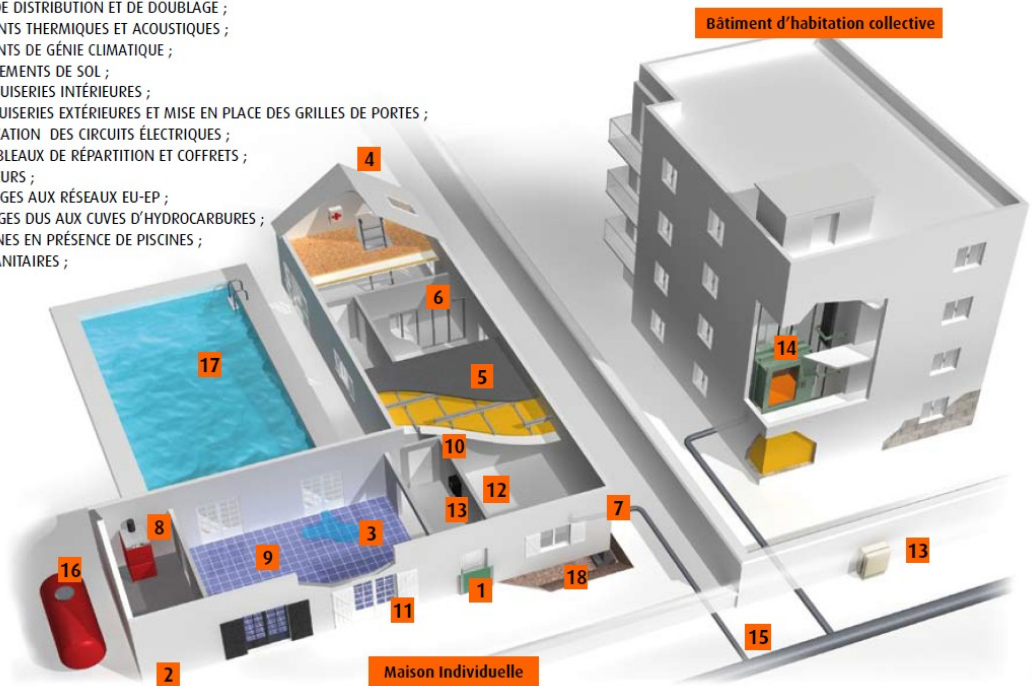 DE DISTRIBUTION ET DE DOUBLAGE ;
NTS THERMIQUES ET ACOUSTIQUES ;
NTS DE GÉNIE CLIMATIQUE ;
EMENTS DE SOL ;
UISERIES INTÉRIEURES ;
UISERIES EXTÉRIEURES ET MISE EN PLACE DES GRILLES DE PORTES ;
ATION DES CIRCUITS ÉLECTRIQUES ;
BLEAUX DE RÉPARTITION ET COFFRETS ;
URS ;
GES AUX RÉSEAUX EU-EP ;
GES DUS AUX CUVES D'HYDROCARBURES ;
NES EN PRÉSENCE DE PISCINES ;
ANITAIRES ;
Bâtiment d'habitation collective
4
6
14
17
5
10
12
7
13
8
3
13
9
16
18
1
11
15
2
Maison Individuelle